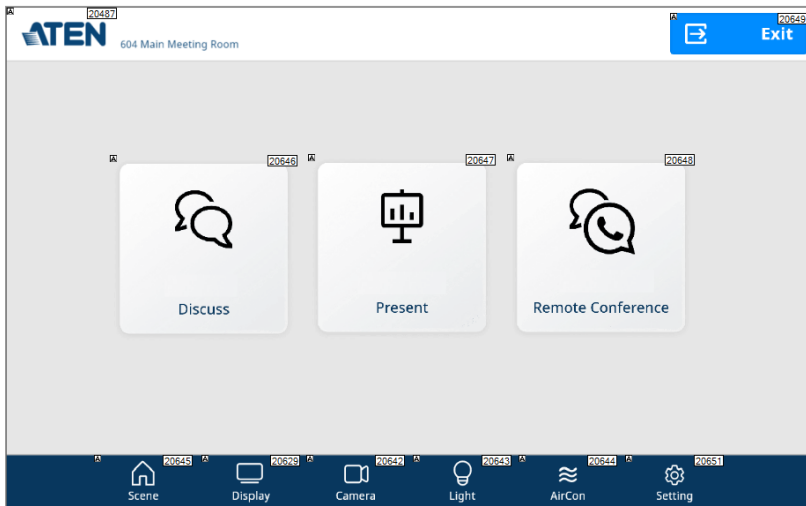 20487
20649
ATEN
604 Main Meeting Room
Exit
20646
20647
20648
Discuss
Present
Remote Conference
20645
20629
20642
20643
20644
20651
Scene
Display
Camera
Light
AirCon
Setting